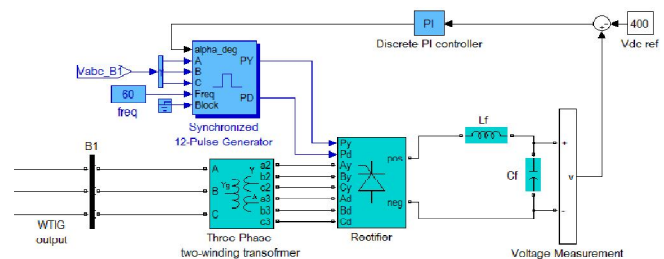 PI
400
Discrete PI controller
Vdc ref
alpha_deg
A
B
C
Freq
Block
PY
PD
Vabc_B1
60
freq
Synchronized
12-Pulse Generator
Lf
Cf
+
v
-
B1
WTIG
output
A
B
C
Yg
Y
Δ
a2
b2
c2
a3
b3
c3
Three Phase
two-winding transofrmer
Py
Pd
Ay
By
Cy
Ad
Bd
Cd
pos
neg
Rectifier
Voltage Measurement